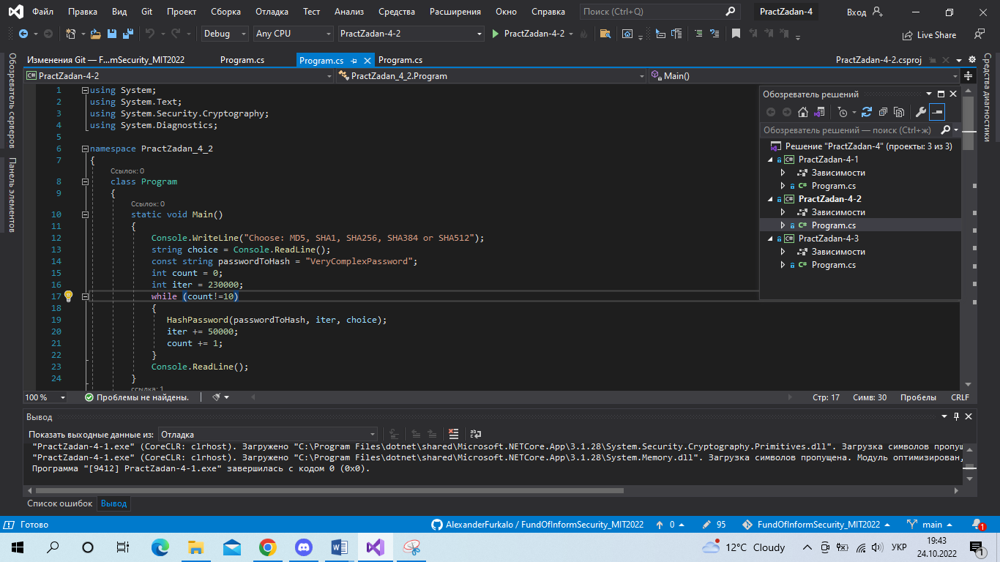 Файл Правка Вид Git Проект Сборка Отладка Тест Анализ Средства Расширения Окно Справка Поиск (Ctrl+Q) PractZadan-4 Вход
Debug Any CPU PractZadan-4-2 PractZadan-4-2 Live Share
Изменения Git — F...mSecurity_MIT2022 Program.cs Program.cs Program.cs PractZadan-4-2.csproj
PractZadan-4-2 PractZadan_4_2.Program Main()
Обозреватель серверов
Панель элементов
Средства диагностики
1 using System;
2 using System.Text;
3 using System.Security.Cryptography;
4 using System.Diagnostics;
5
6 namespace PractZadan_4_2
7 {
Ссылок: 0
8 class Program
9 {
Ссылок: 0
10 static void Main()
11 {
12 Console.WriteLine("Choose: MD5, SHA1, SHA256, SHA384 or SHA512");
13 string choice = Console.ReadLine();
14 const string passwordToHash = "VeryComplexPassword";
15 int count = 0;
16 int iter = 230000;
17 while (count!=10)
18 {
19 HashPassword(passwordToHash, iter, choice);
20 iter += 50000;
21 count += 1;
22 }
23 Console.ReadLine();
24 }
ссылка: 1
Обозреватель решений
Обозреватель решений — поиск (Ctrl+ж)
Решение "PractZadan-4" (проекты: 3 из 3)
PractZadan-4-1
Зависимости
Program.cs
PractZadan-4-2
Зависимости
Program.cs
PractZadan-4-3
Зависимости
Program.cs
100 % Проблемы не найдены. Стр: 17 Симв: 30 Пробелы CRLF
Вывод
Показать выходные данные из: Отладка
"PractZadan-4-1.exe" (CoreCLR: clrhost). Загружено "C:\Program Files\dotnet\shared\Microsoft.NETCore.App\3.1.28\System.Security.Cryptography.Primitives.dll". Загрузка символов пропущ
"PractZadan-4-1.exe" (CoreCLR: clrhost). Загружено "C:\Program Files\dotnet\shared\Microsoft.NETCore.App\3.1.28\System.Memory.dll". Загрузка символов пропущена. Модуль оптимизирован,
Программа "[9412] PractZadan-4-1.exe" завершилась с кодом 0 (0x0).
Список ошибок Вывод
Готово AlexanderFurkalo / FundOfInformSecurity_MIT2022 0 95 FundOfInformSecurity_MIT2022 main 1
12°C Cloudy УКР 19:43
24.10.2022 1